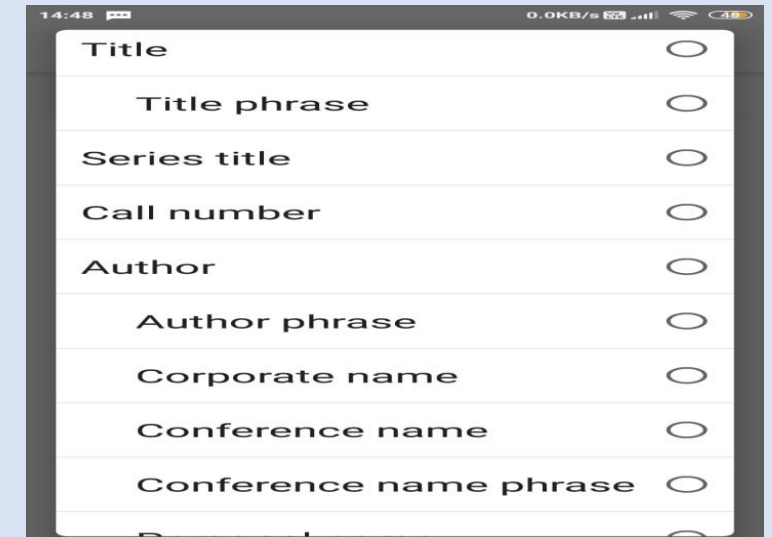 14:48 0.0KB/s 48
Title
Title phrase
Series title
Call number
Author
Author phrase
Corporate name
Conference name
Conference name phrase